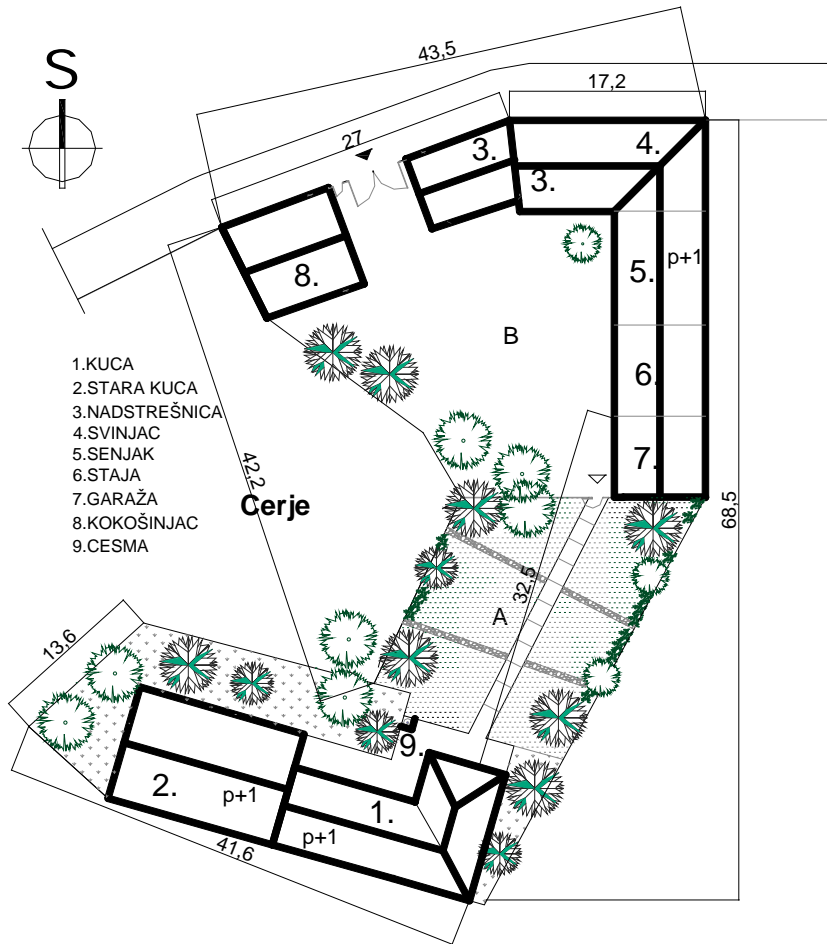 43,5
S
17,2
27
3.
4.
3.
5.
p+1
8.
B
1.KUCA
2.STARA KUCA
3.NADSTREŠNICA
4.SVINJAC
5.SENJAK
6.STAJA
7.GARAŽA
8.KOKOŠINJAC
9.CESMA
6.
7.
42,2
Cerje
68,5
32,5
A
13,6
9.
2.
p+1
1.
p+1
41,6